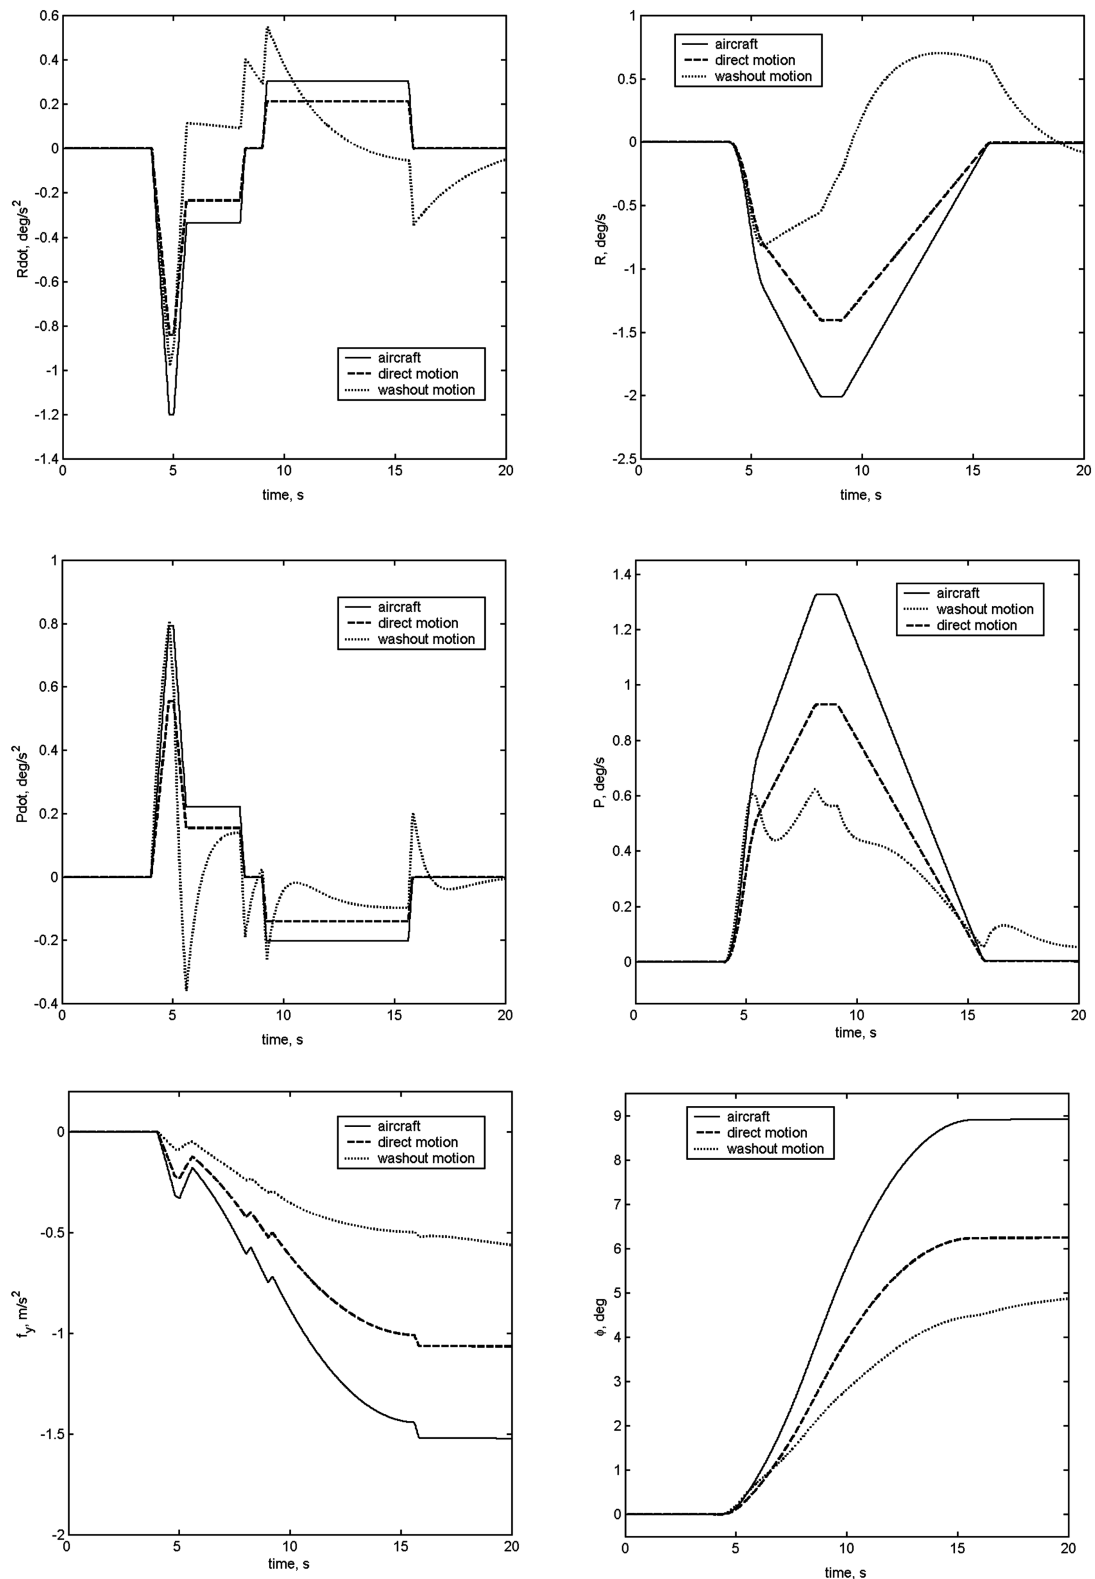 0.6
0.4
0.2
0
-0.2
-0.4
-0.6
-0.8
-1
-1.2
-1.4
Rdot, deg/s²
aircraft
direct motion
washout motion
0 5 10 15 20
time, s
1
0.5
0
-0.5
-1
-1.5
-2
-2.5
R, deg/s
aircraft
direct motion
washout motion
0 5 10 15 20
time, s
1
0.8
0.6
0.4
0.2
0
-0.2
-0.4
Pdot, deg/s²
aircraft
direct motion
washout motion
0 5 10 15 20
time, s
1.4
1.2
1
0.8
0.6
0.4
0.2
0
P, deg/s
aircraft
washout motion
direct motion
0 5 10 15 20
time, s
0
-0.5
-1
-1.5
-2
f_y, m/s²
aircraft
direct motion
washout motion
0 5 10 15 20
time, s
9
8
7
6
5
4
3
2
1
0
ϕ, deg
aircraft
direct motion
washout motion
0 5 10 15 20
time, s